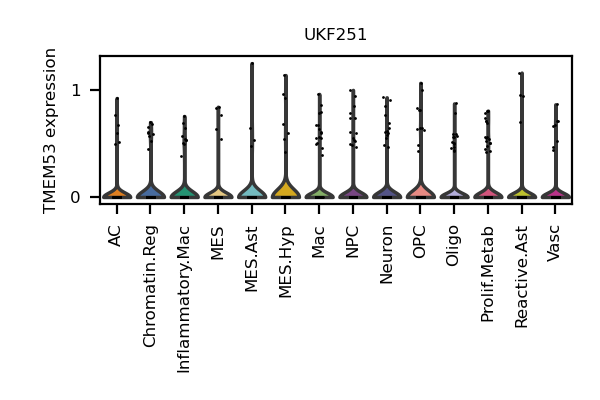 UKF251
TMEM53 expression
1
0
AC
Chromatin.Reg
Inflammatory.Mac
MES
MES.Ast
MES.Hyp
Mac
NPC
Neuron
OPC
Oligo
Prolif.Metab
Reactive.Ast
Vasc